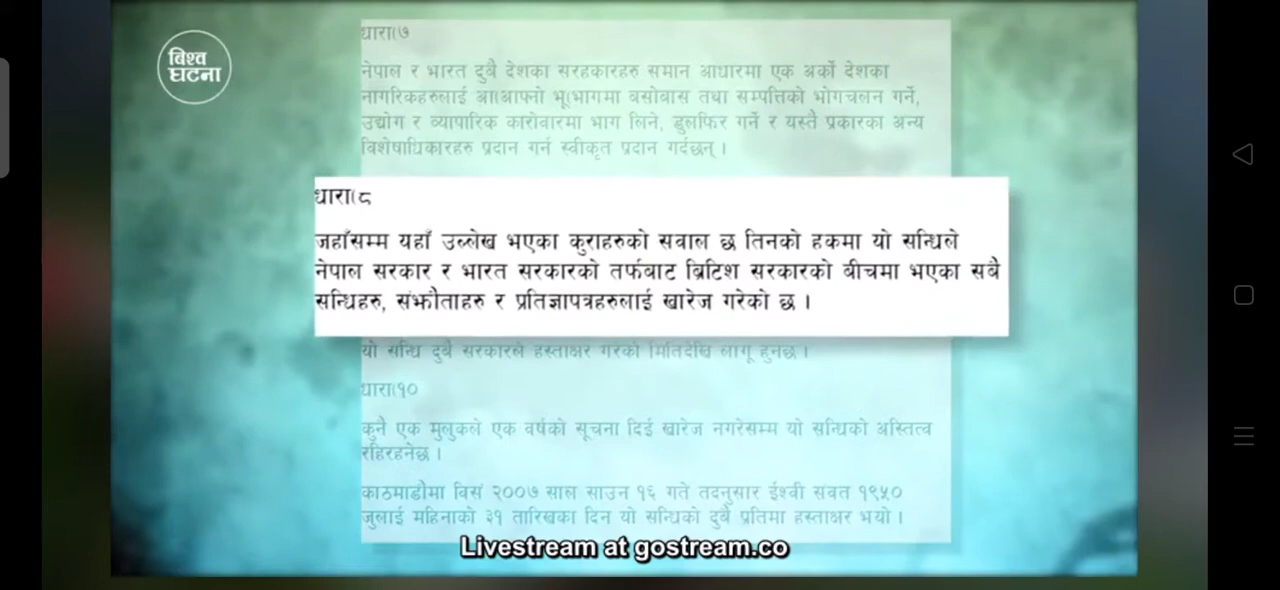 बिश्व
घटना
धारा(७
नेपाल र भारत दुबै देशका सरहकारहरु समान आधारमा एक अर्को देशका
नागरिकहरुलाई आ(आफ्नो भू(भागमा बसोबास तथा सम्पत्तिको भोगचलन गर्ने,
उद्योग र व्यापारिक कारोवारमा भाग लिने, डुलफिर गर्ने र यस्तै प्रकारका अन्य
विशेषाधिकारहरु प्रदान गर्न स्वीकृत प्रदान गर्दछन् ।
धारा(८
जहाँसम्म यहाँ उल्लेख भएका कुराहरुको सवाल छ तिनको हकमा यो सन्धिले
नेपाल सरकार र भारत सरकारको तर्फबाट ब्रिटिश सरकारको बीचमा भएका सबै
सन्धिहरु, संझौताहरु र प्रतिज्ञापत्रहरुलाई खारेज गरेको छ ।
यो सन्धि दुबै सरकारले हस्ताक्षर गरेको मितिदेखि लागू हुनेछ ।
धारा(१०
कुनै एक मुलुकले एक वर्षको सूचना दिई खारेज नगरेसम्म यो सन्धिको अस्तित्व
रहिरहनेछ ।
काठमाडौमा विसं २००७ साल साउन १६ गते तदनुसार ईश्वी संवत १९५०
जुलाई महिनाको ३१ तारिखका दिन यो सन्धिको दुबै प्रतिमा हस्ताक्षर भयो ।
Livestream at gostream.co